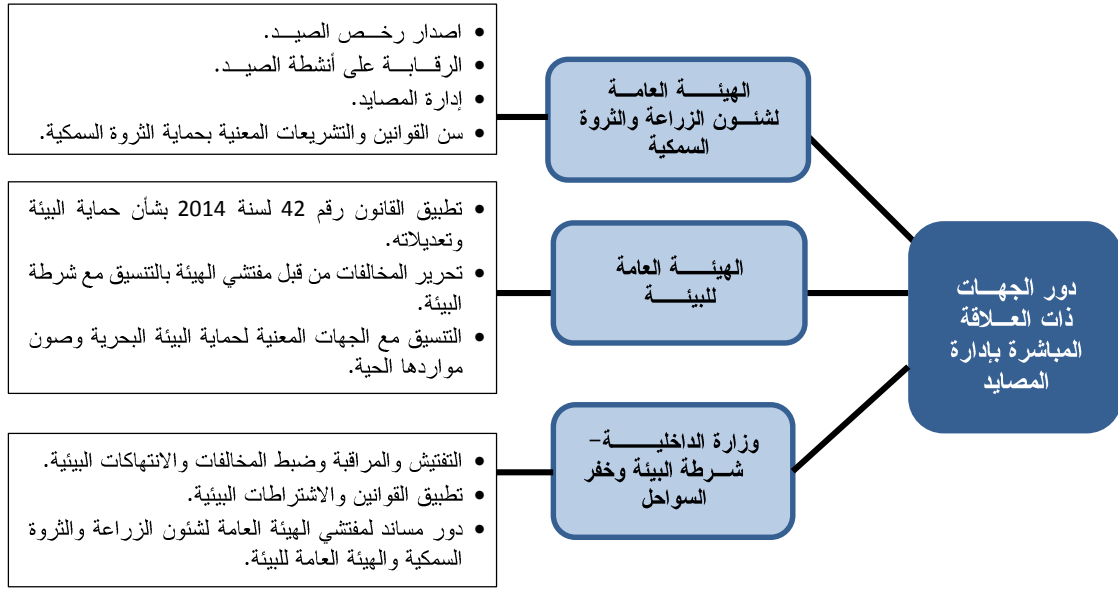 دور الجهات
ذات العلاقة
المباشرة بإدارة
المصايد
الهيئة العامة
لشئون الزراعة والثروة
السمكية
• اصدار رخص الصيد.
• الرقابة على أنشطة الصيد.
• إدارة المصايد.
• سن القوانين والتشريعات المعنية بحماية الثروة السمكية.
الهيئة العامة
للبيئة
• تطبيق القانون رقم 42 لسنة 2014 بشأن حماية البيئة
وتعديلاته.
• تحرير المخالفات من قبل مفتشي الهيئة بالتنسيق مع شرطة
البيئة.
• التنسيق مع الجهات المعنية لحماية البيئة البحرية وصون
مواردها الحية.
وزارة الداخلية –
شرطة البيئة وخفر
السواحل
• التفتيش والمراقبة وضبط المخالفات والانتهاكات البيئية.
• تطبيق القوانين والاشتراطات البيئية.
• دور مساند لمفتشي الهيئة العامة لشئون الزراعة والثروة
السمكية والهيئة العامة للبيئة.